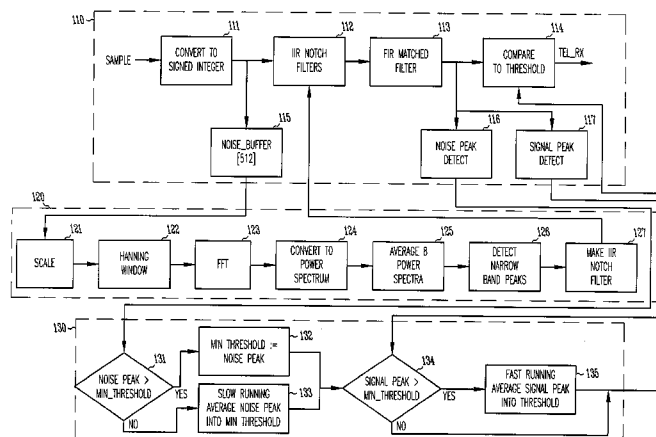 110
111
CONVERT TO
SIGNED INTEGER
112
IIR NOTCH
FILTERS
113
FIR MATCHED
FILTER
114
COMPARE
TO THRESHOLD
SAMPLE
TEL_RX
115
NOISE_BUFFER
[512]
116
NOISE PEAK
DETECT
117
SIGNAL PEAK
DETECT
120
121
SCALE
122
HANNING
WINDOW
123
FFT
124
CONVERT TO
POWER
SPECTRUM
125
AVERAGE 8
POWER
SPECTRA
126
DETECT
NARROW
BAND PEAKS
127
MAKE IIR
NOTCH
FILTER
130
131
NOISE PEAK >
MIN_THRESHOLD
YES
NO
132
MIN THRESHOLD :=
NOISE PEAK
133
SLOW RUNNING
AVERAGE NOISE PEAK
INTO MIN THRESHOLD
134
SIGNAL PEAK >
MIN_THRESHOLD
YES
NO
135
FAST RUNNING
AVERAGE SIGNAL PEAK
INTO THRESHOLD